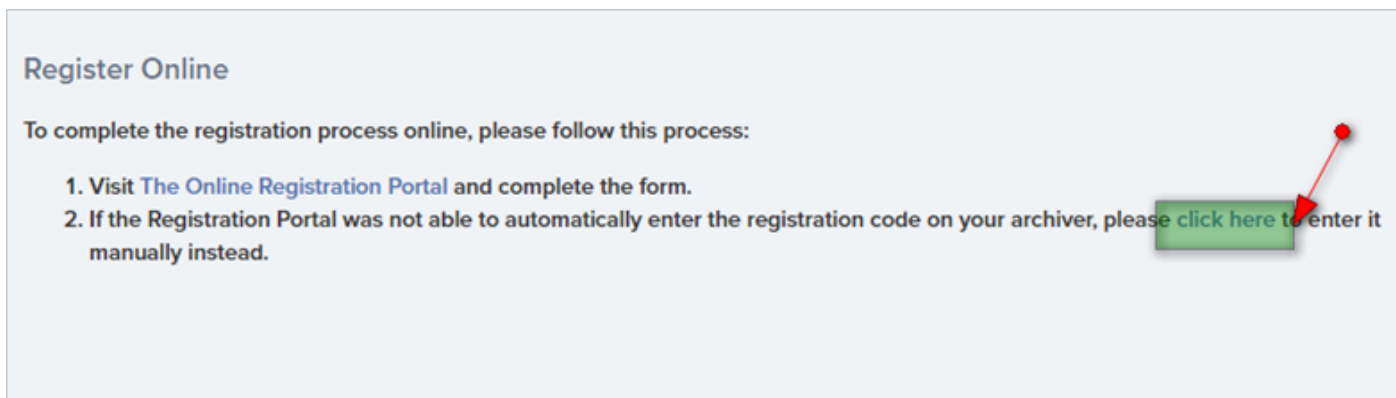 Register Online
To complete the registration process online, please follow this process:
1. Visit The Online Registration Portal and complete the form.
2. If the Registration Portal was not able to automatically enter the registration code on your archiver, please click here to enter it
manually instead.